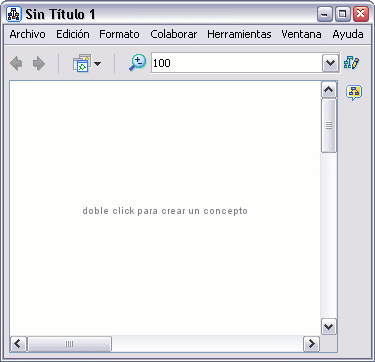 Sin Título 1
Archivo Edición Formato Colaborar Herramientas Ventana Ayuda
100
doble click para crear un concepto